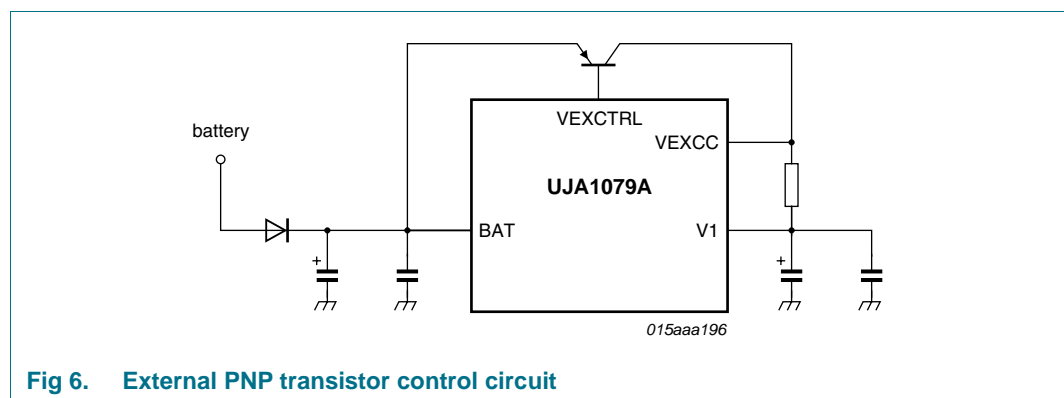 VEXCTRL
battery
VEXCC
UJA1079A
BAT
V1
+
+
015aaa196
Fig 6. External PNP transistor control circuit